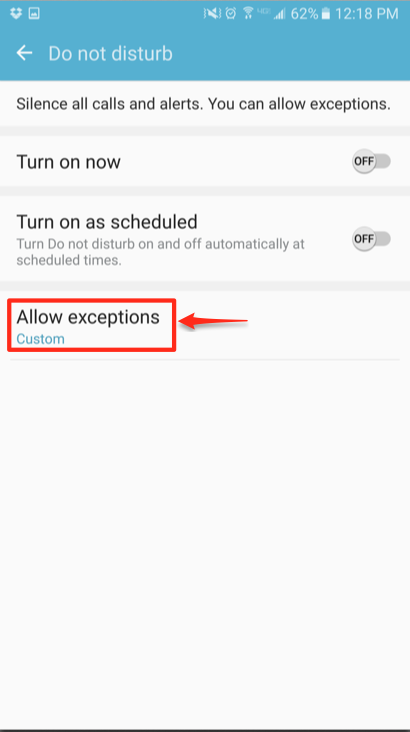 62% 12:18 PM
Do not disturb
Silence all calls and alerts. You can allow exceptions.
Turn on now
OFF
Turn on as scheduled
Turn Do not disturb on and off automatically at
scheduled times.
OFF
Allow exceptions
Custom